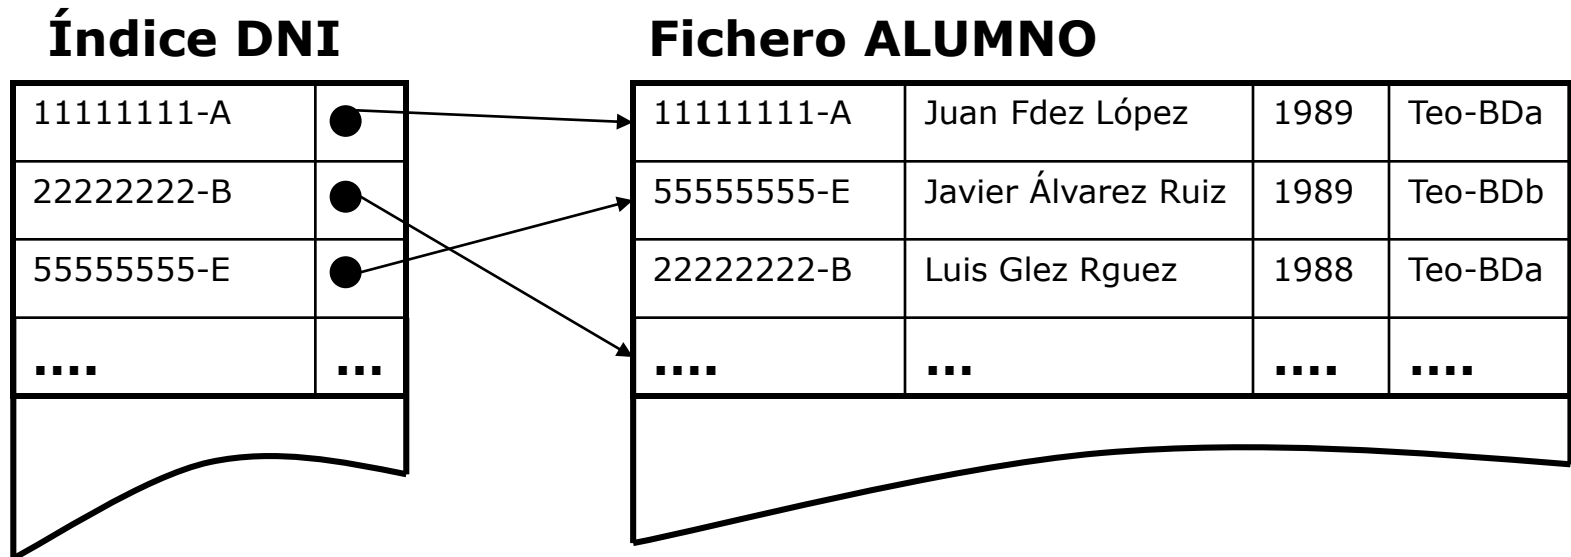 Índice DNI Fichero ALUMNO
11111111-A 11111111-A Juan Fdez López 1989 Teo-BDa
22222222-B 55555555-E Javier Álvarez Ruiz 1989 Teo-BDb
55555555-E 22222222-B Luis Glez Rguez 1988 Teo-BDa
.... ... .... ... .... ....